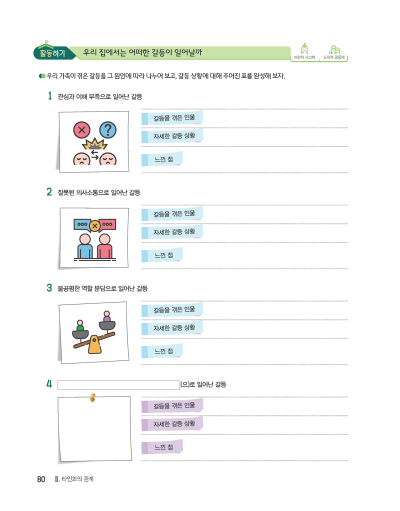 활동하기
우리 집에서는 어떠한 갈등이 일어날까
비판적 사고력
도덕적 공동체
우리 가족이 겪은 갈등을 그 원인에 따라 나누어 보고, 갈등 상황에 대해 주어진 표를 완성해 보자.
1 관심과 이해 부족으로 일어난 갈등
갈등을 겪은 인물
자세한 갈등 상황
느낀 점
2 잘못된 의사소통으로 일어난 갈등
갈등을 겪은 인물
자세한 갈등 상황
느낀 점
3 불공평한 역할 분담으로 일어난 갈등
갈등을 겪은 인물
자세한 갈등 상황
느낀 점
4 (으)로 일어난 갈등
갈등을 겪은 인물
자세한 갈등 상황
느낀 점
80 Ⅱ. 타인과의 관계